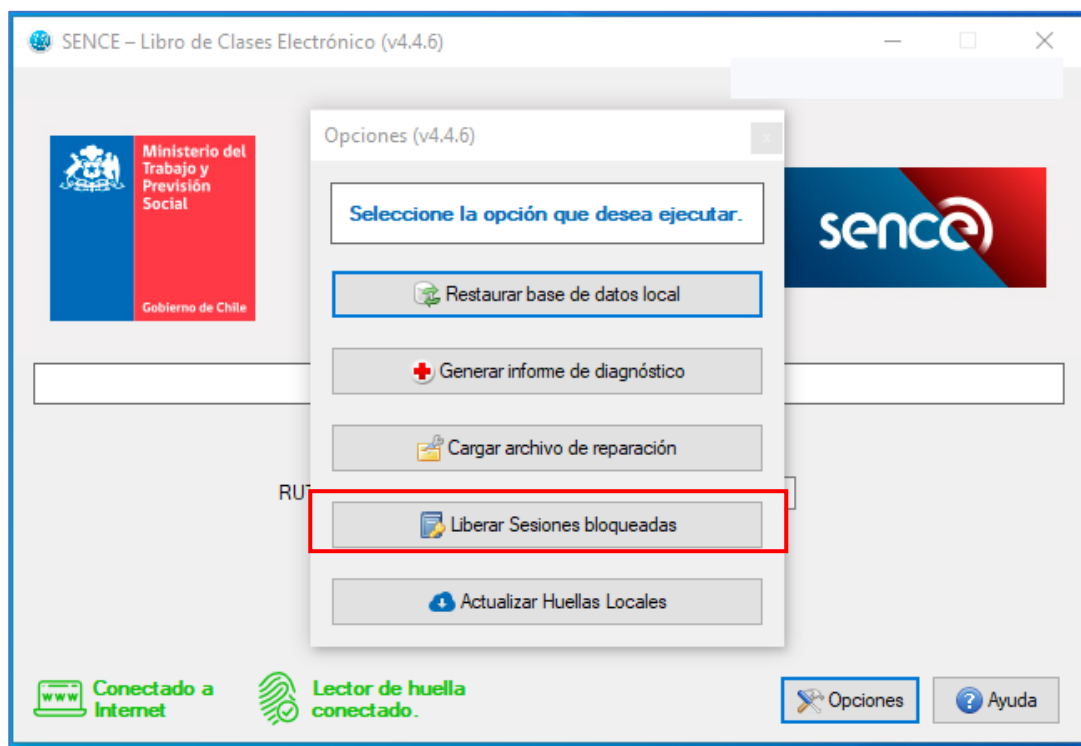 SENCE – Libro de Clases Electrónico (v4.4.6)
Opciones (v4.4.6)
Ministerio del
Trabajo y
Previsión
Social
Gobierno de Chile
Seleccione la opción que desea ejecutar.
sence
Restaurar base de datos local
Generar informe de diagnóstico
Cargar archivo de reparación
RUT
Liberar Sesiones bloqueadas
Actualizar Huellas Locales
www
Conectado a
Internet
Lector de huella
conectado.
Opciones
Ayuda